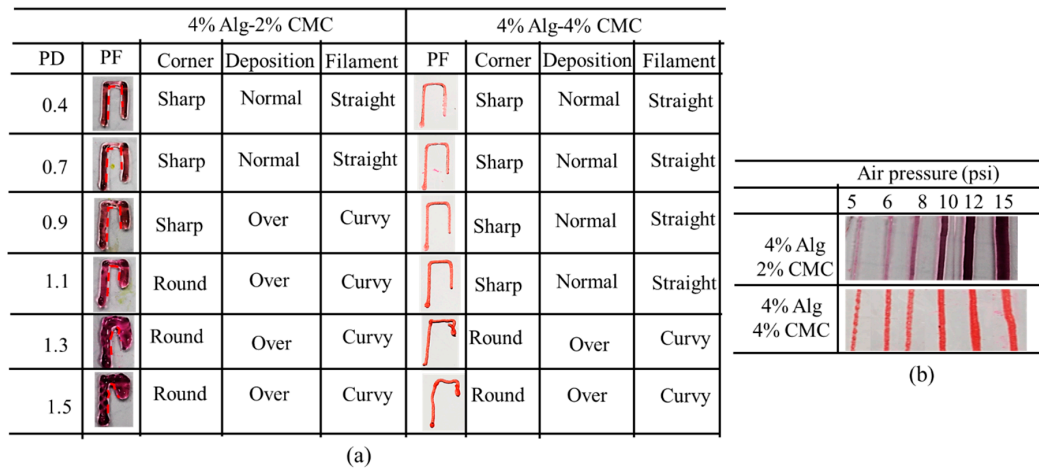 4% Alg-2% CMC 4% Alg-4% CMC
PD PF Corner Deposition Filament PF Corner Deposition Filament
0.4 Sharp Normal Straight Sharp Normal Straight
0.7 Sharp Normal Straight Sharp Normal Straight
0.9 Sharp Over Curvy Sharp Normal Straight
1.1 Round Over Curvy Sharp Normal Straight
1.3 Round Over Curvy Round Over Curvy
1.5 Round Over Curvy Round Over Curvy
(a)
Air pressure (psi)
5 6 8 10 12 15
4% Alg
2% CMC
4% Alg
4% CMC
(b)